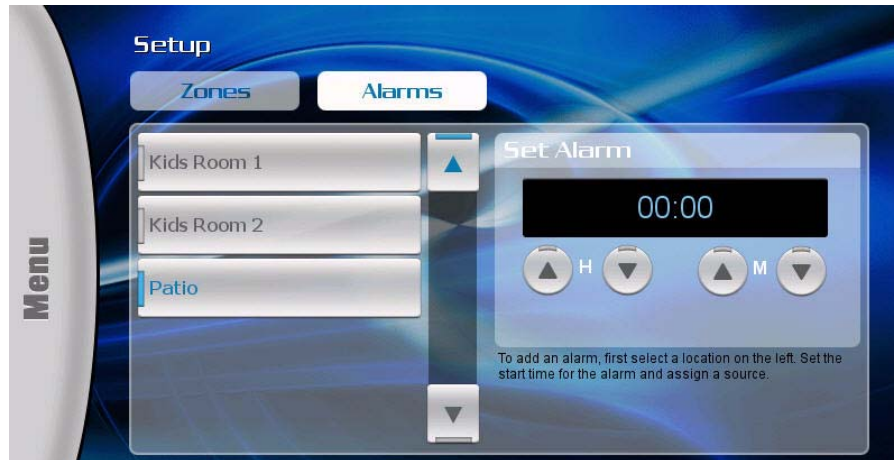 Setup
Zones
Alarms
Menu
Kids Room 1
Kids Room 2
Patio
Set Alarm
00:00
H
M
To add an alarm, first select a location on the left. Set the
start time for the alarm and assign a source.